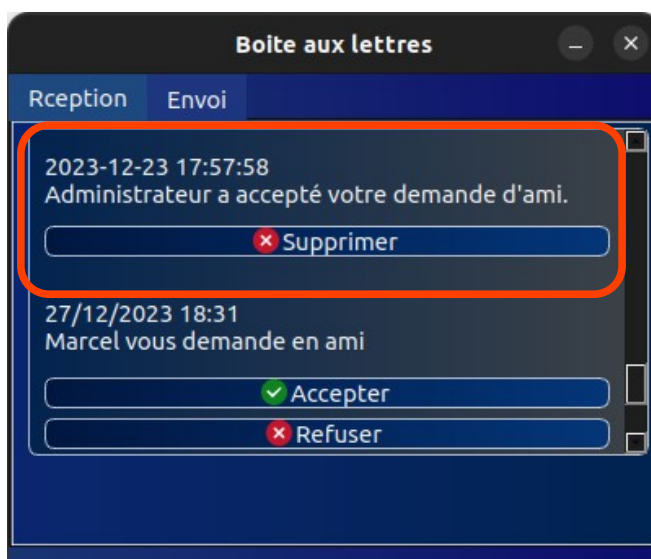 Boite aux lettres
Rception Envoi
2023-12-23 17:57:58
Administrateur a accepté votre demande d'ami.
Supprimer
27/12/2023 18:31
Marcel vous demande en ami
Accepter
Refuser